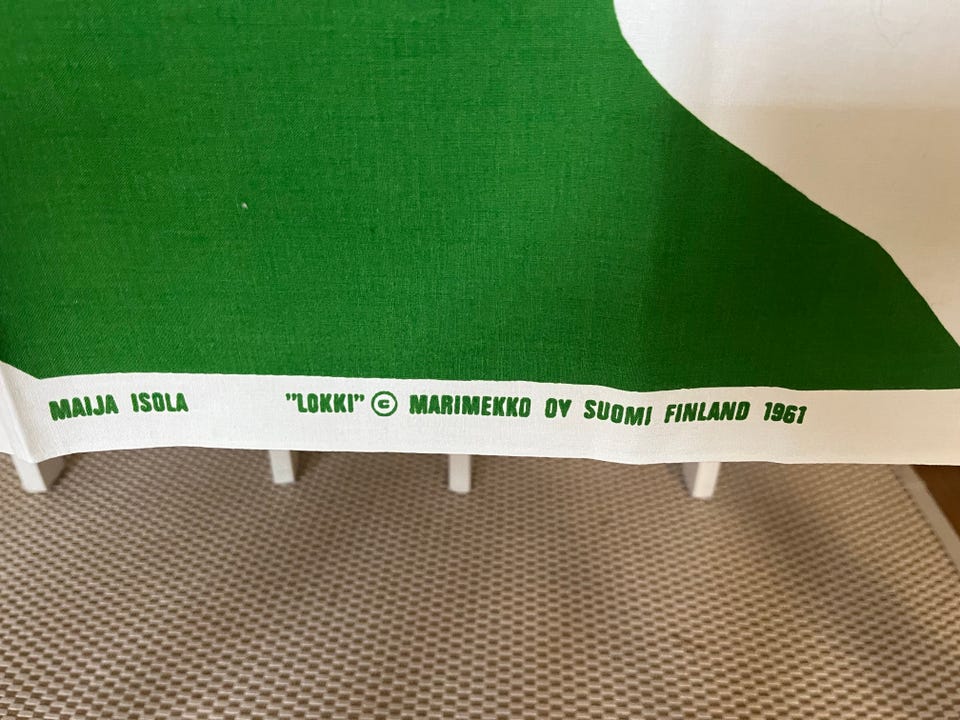 MAIJA ISOLA "LOKKI" © MARIMEKKO OY SUOMI FINLAND 1961